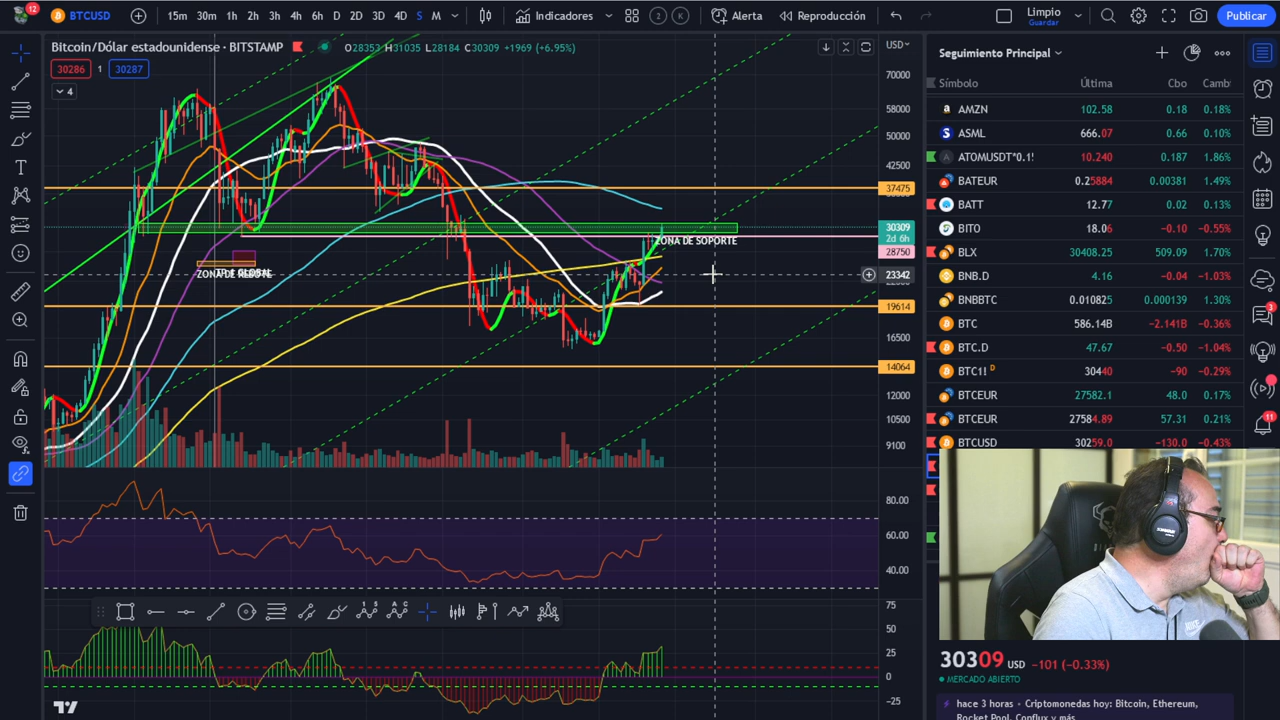 12 BTCUSD 15m 30m 1h 2h 3h 4h 6h D 2D 3D 4D S M Indicadores 2 K Alerta Reproducción Limpio Publicar
Guardar
Bitcoin/Dólar estadounidense · BITSTAMP O28353 H31035 L28184 C30309 +1969 (+6.95%) USD
30286 1 30287
4
70000
58000
50000
42500
37475
30309
2d 6h
28750
23342
19614
16500
14064
12000
10500
9100
80.00
60.00
40.00
75
50
25
0
−25
ZONA DE SOPORTE
Seguimiento Principal
Símbolo Última Cbo Camb
AMZN 102.58 0.18 0.18%
ASML 666.07 0.66 0.10%
ATOMUSDT*0.1! 10.240 0.187 1.86%
BATEUR 0.25884 0.00381 1.49%
BATT 12.77 0.02 0.13%
BITO 18.06 −0.10 −0.55%
BLX 30408.25 509.09 1.70%
BNB.D 4.16 −0.04 −1.03%
BNBBTC 0.010825 0.000139 1.30%
BTC 586.14B −2.141B −0.36%
BTC.D 47.67 −0.50 −1.04%
BTC1! D 30440 −90 −0.29%
BTCEUR 27582.1 48.0 0.17%
BTCEUR 27584.89 57.31 0.21%
BTCUSD 30259.0 −130.0 −0.43%
3
11
30309 USD −101 (−0.33%)
MERCADO ABIERTO
hace 3 horas • Criptomonedas hoy: Bitcoin, Ethereum,
Rocket Pool, Conflux y más